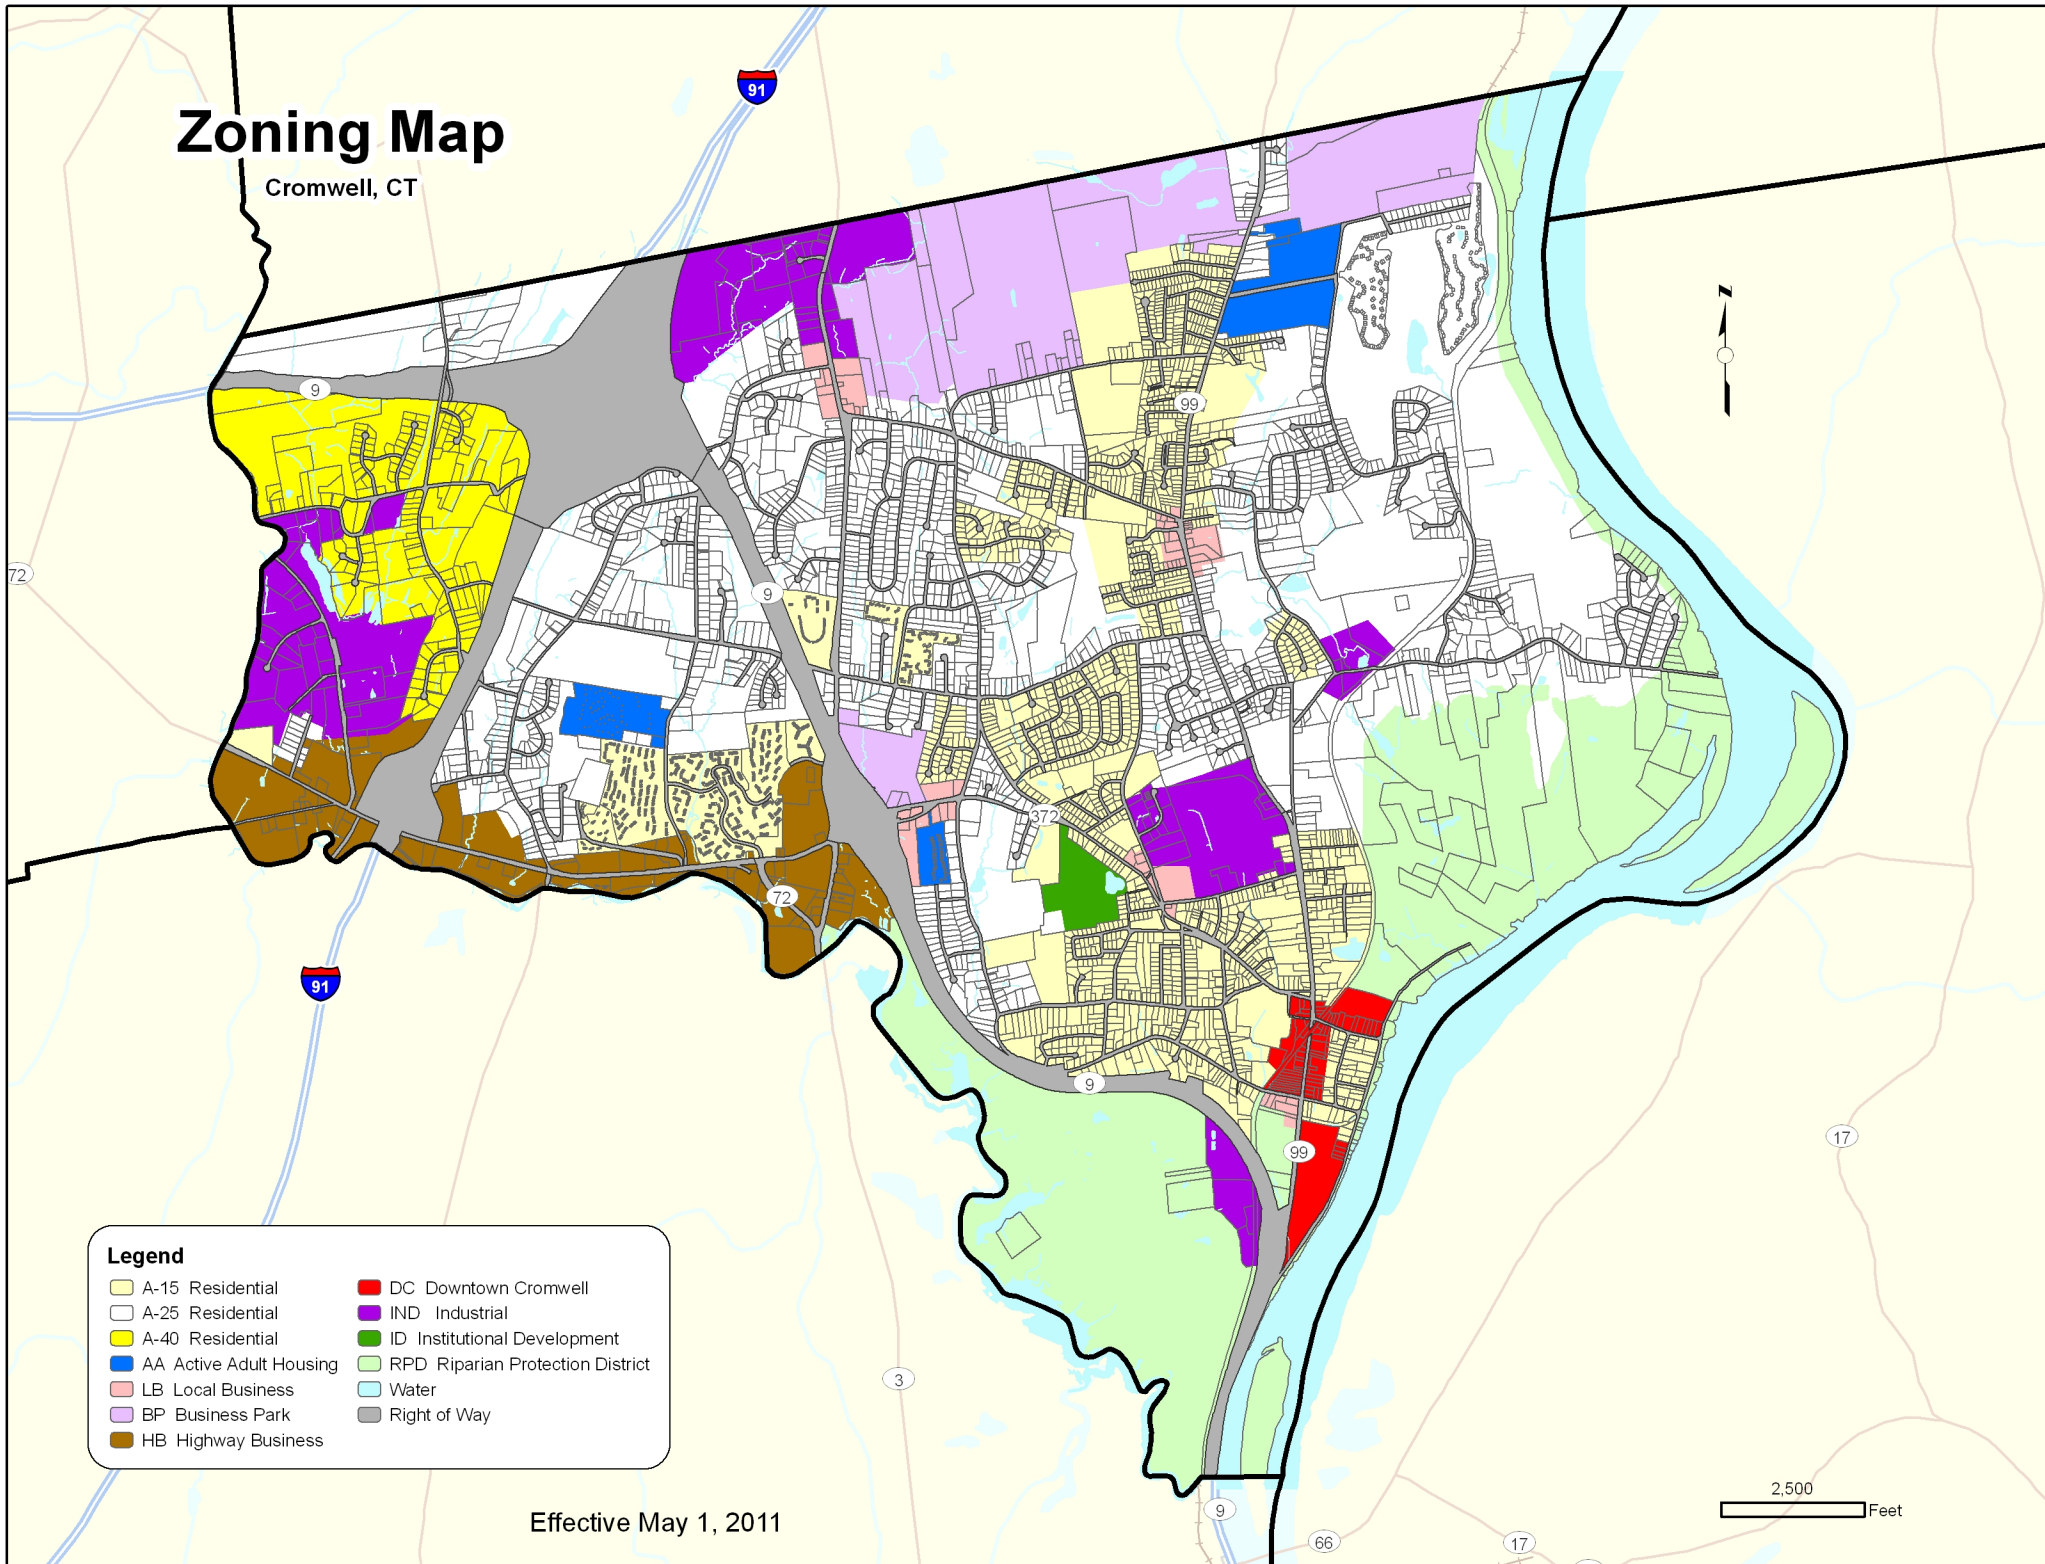 91
Zoning Map
Cromwell, CT
Z
9
99
72
9
372
72
91
9
99
17
Legend
A-15 Residential
A-25 Residential
A-40 Residential
AA Active Adult Housing
LB Local Business
BP Business Park
HB Highway Business
DC Downtown Cromwell
IND Industrial
ID Institutional Development
RPD Riparian Protection District
Water
Right of Way
3
2,500
Feet
Effective May 1, 2011
9
66
17